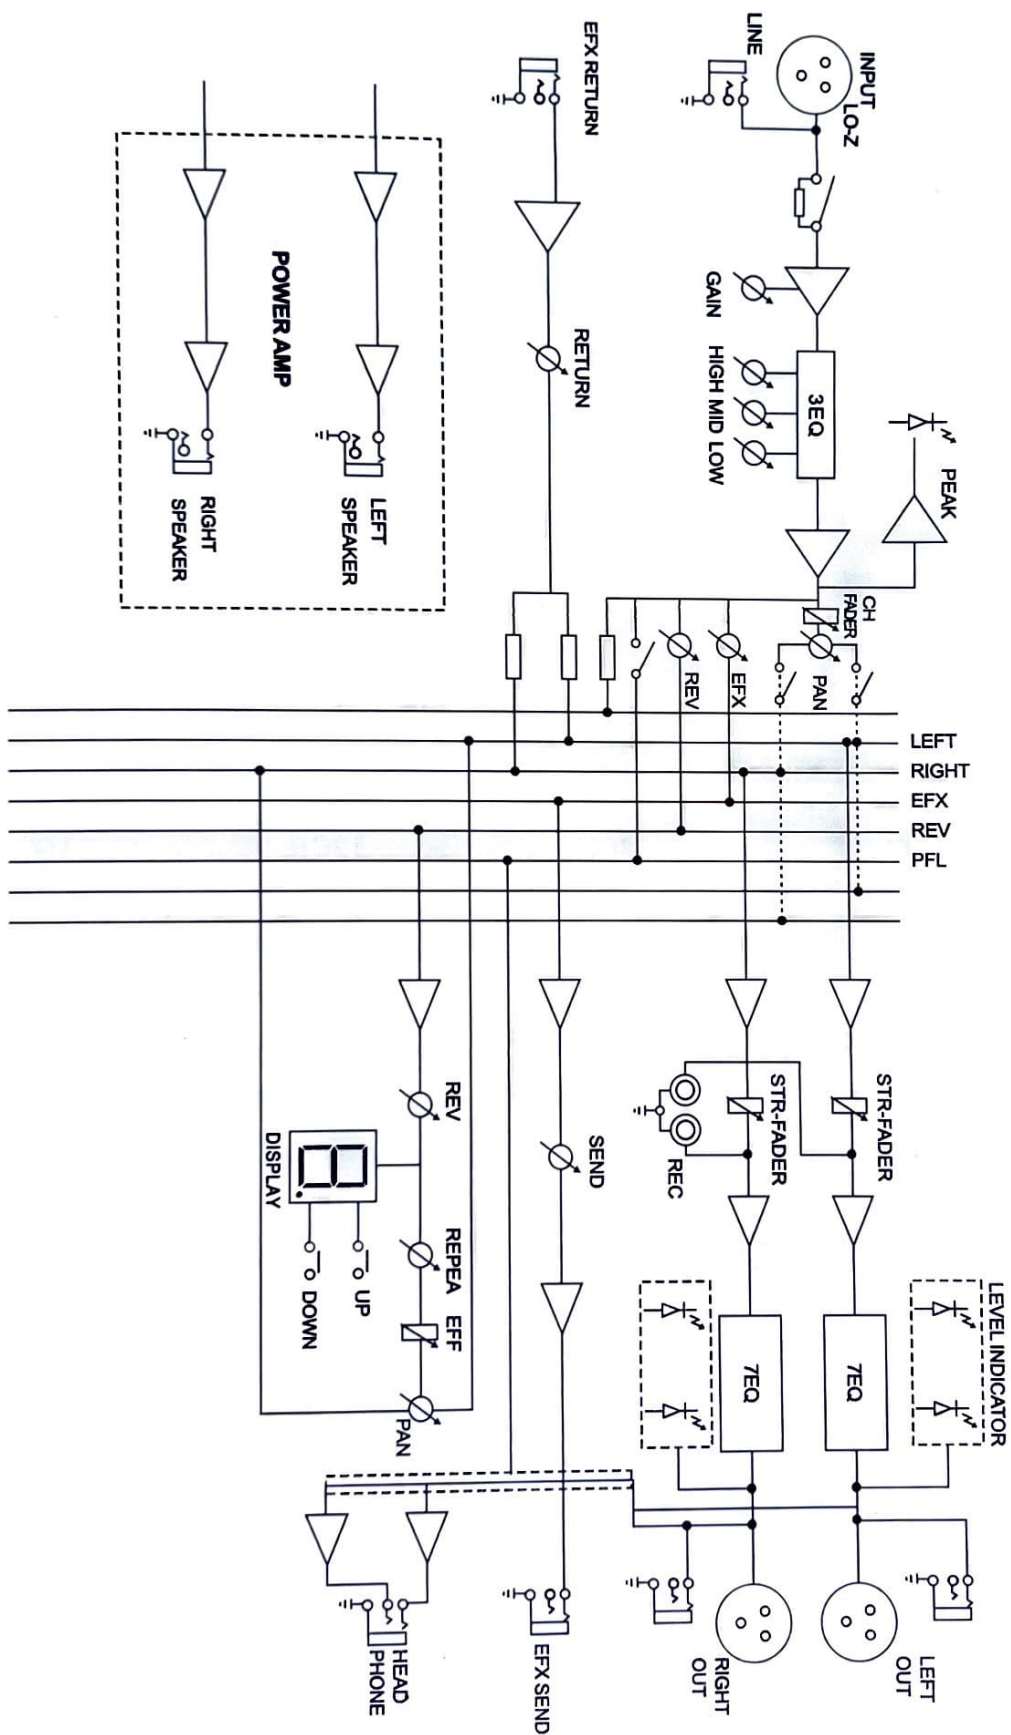 INPUT
LO-Z
LINE
GAIN
HIGH MID LOW
3EQ
PEAK
CH
FADER
PAN
EFX
REV
EFX RETURN
RETURN
POWER AMP
LEFT
SPEAKER
RIGHT
SPEAKER
LEFT
RIGHT
EFX
REV
PFL
STR-FADER
STR-FADER
REC
SEND
REV
DISPLAY
UP
DOWN
REPEA
EFF
PAN
LEVEL INDICATOR
7EQ
7EQ
LEFT
OUT
RIGHT
OUT
EFX SEND
HEAD
PHONE